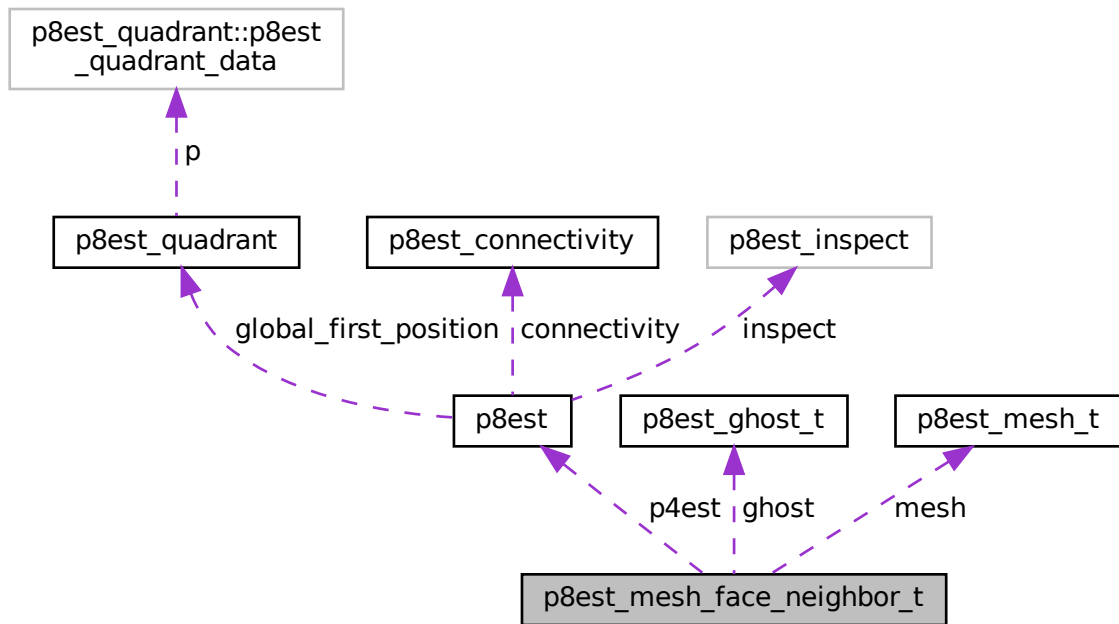 p8est_quadrant::p8est
_quadrant_data
p
p8est_quadrant
p8est_connectivity
p8est_inspect
global_first_position
connectivity
inspect
p8est
p8est_ghost_t
p8est_mesh_t
p4est
ghost
mesh
p8est_mesh_face_neighbor_t